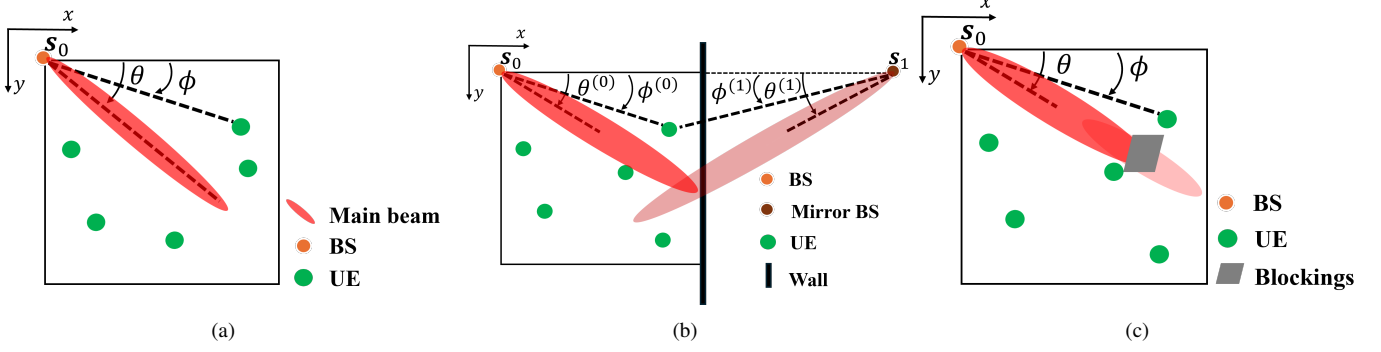 x
y
s₀
θ
ϕ
Main beam
BS
UE
(a)
x
y
s₀
s₁
θ⁽⁰⁾
ϕ⁽⁰⁾
ϕ⁽¹⁾
θ⁽¹⁾
BS
Mirror BS
UE
Wall
(b)
x
y
s₀
θ
ϕ
BS
UE
Blockings
(c)